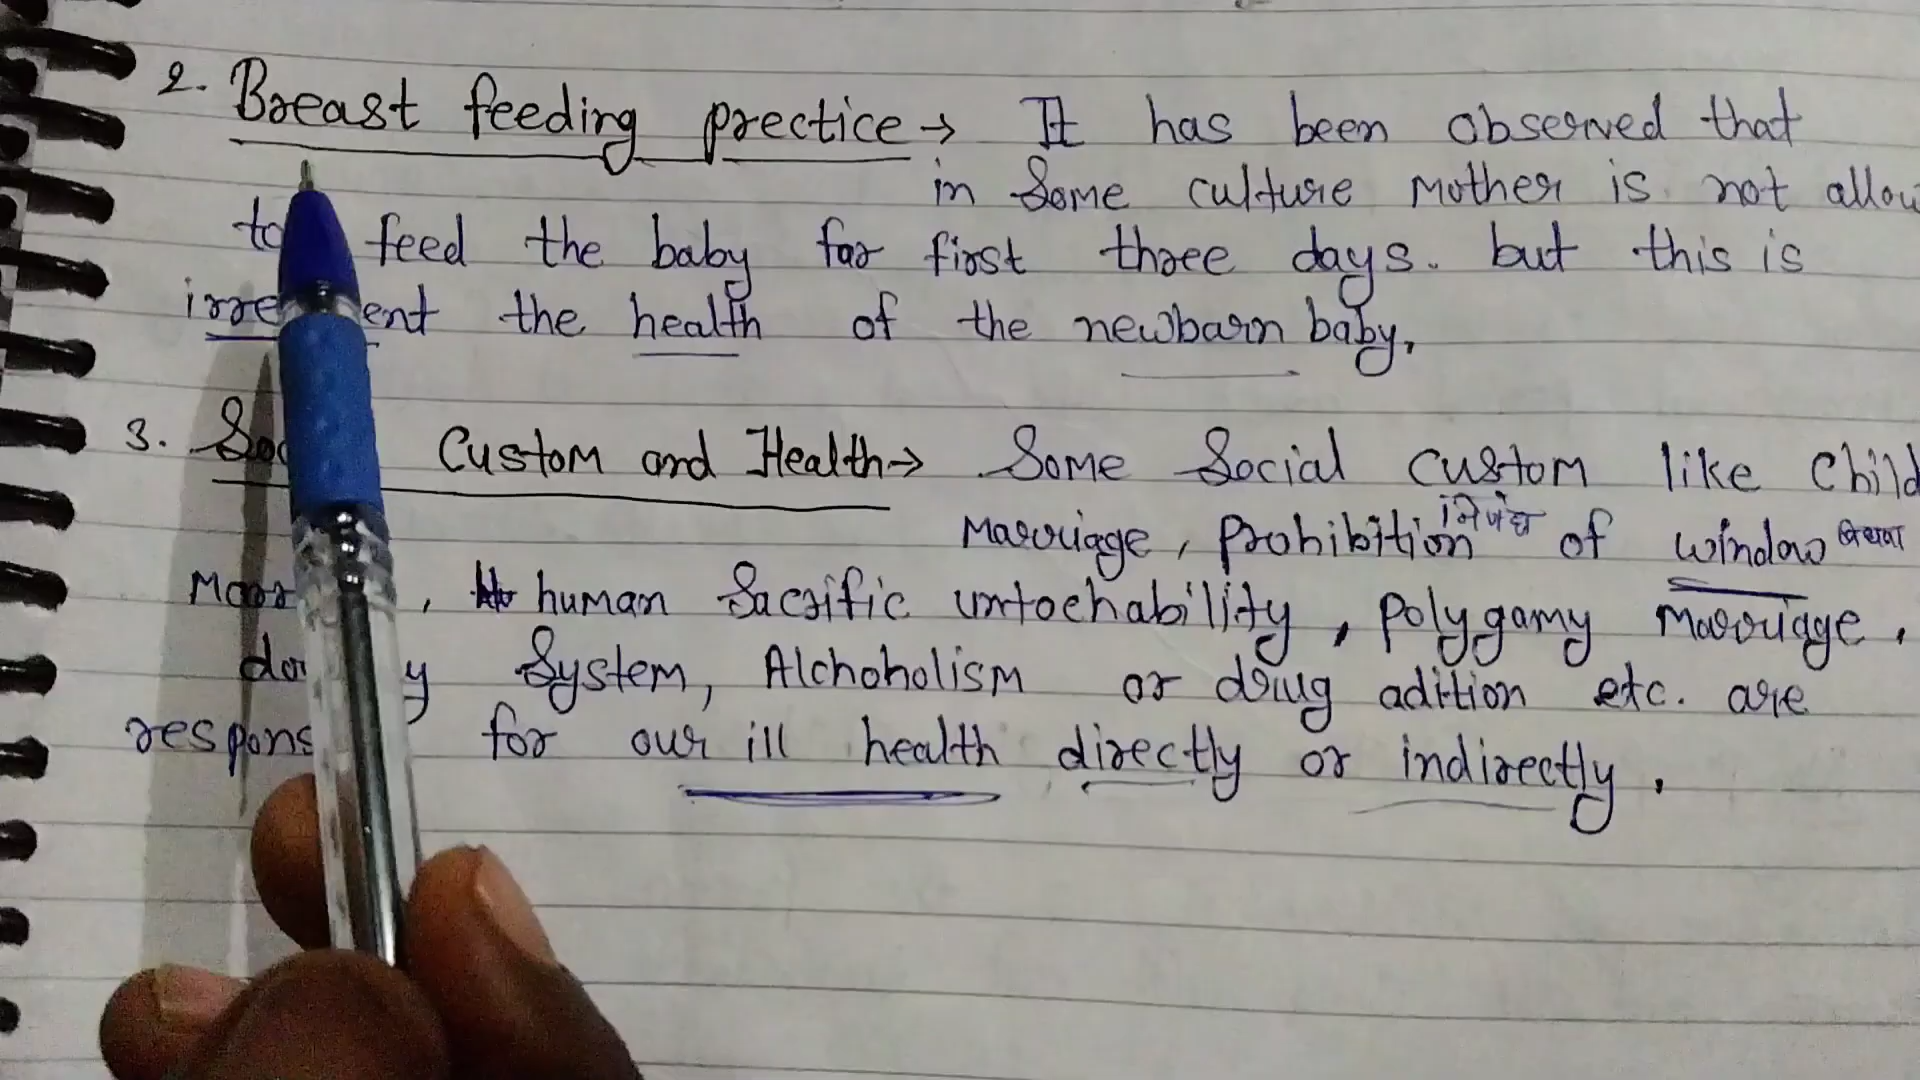 2. Breast feeding prectice → It has been observed that
in Some culture Mother is not allow
to feed the baby for first three days. but this is
the health of the newbarn baby,
3. Custom and Health → Some Social custom like Child
Marriage, Prohibition निषेध of window विधवा
, human Sacrific untochability, Polygamy Marriage,
System, Alchoholism or drug adition etc. are
for our ill health directly or indirectly.